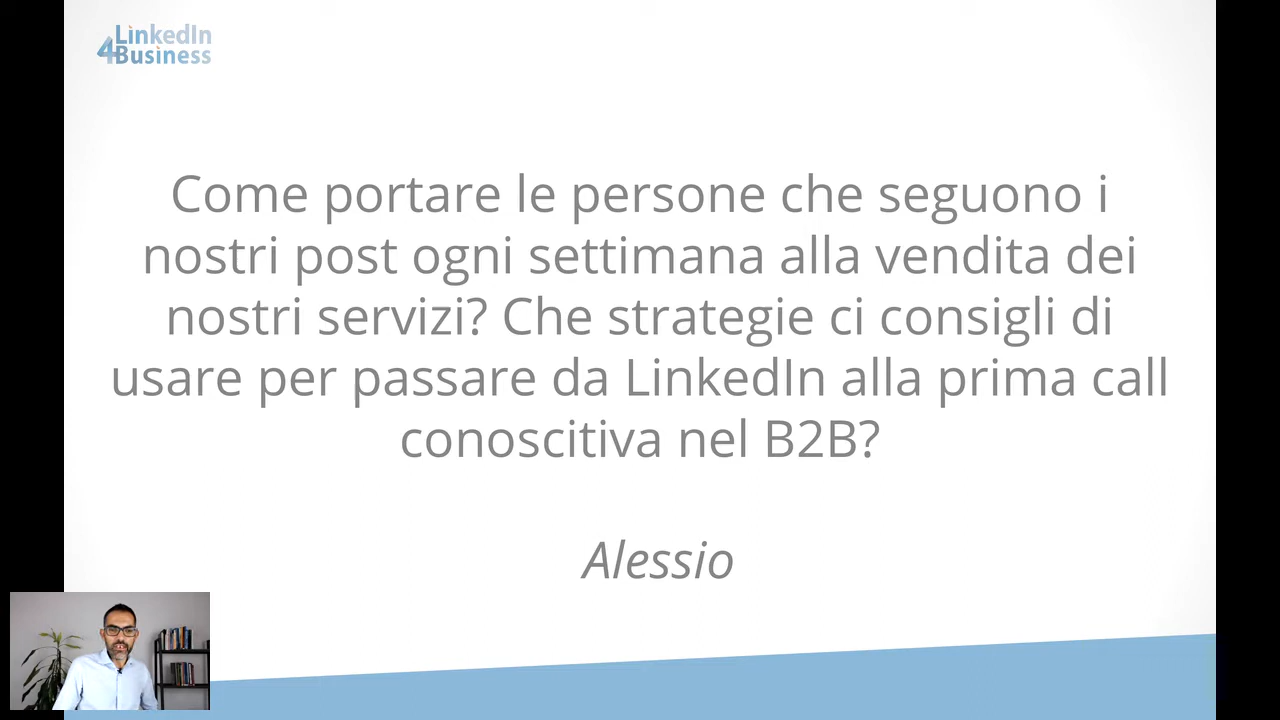 LinkedIn
4Business
Come portare le persone che seguono i
nostri post ogni settimana alla vendita dei
nostri servizi? Che strategie ci consigli di
usare per passare da LinkedIn alla prima call
conoscitiva nel B2B?
Alessio